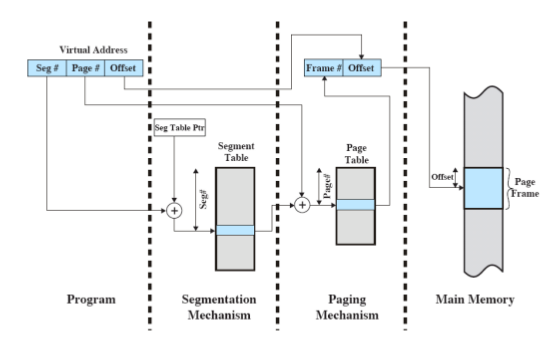 Virtual Address
Seg # Page # Offset
Frame # Offset
Seg Table Ptr
Segment
Table
Page
Table
Seg#
Page#
Offset
Page
Frame
+
+
Program
Segmentation
Mechanism
Paging
Mechanism
Main Memory